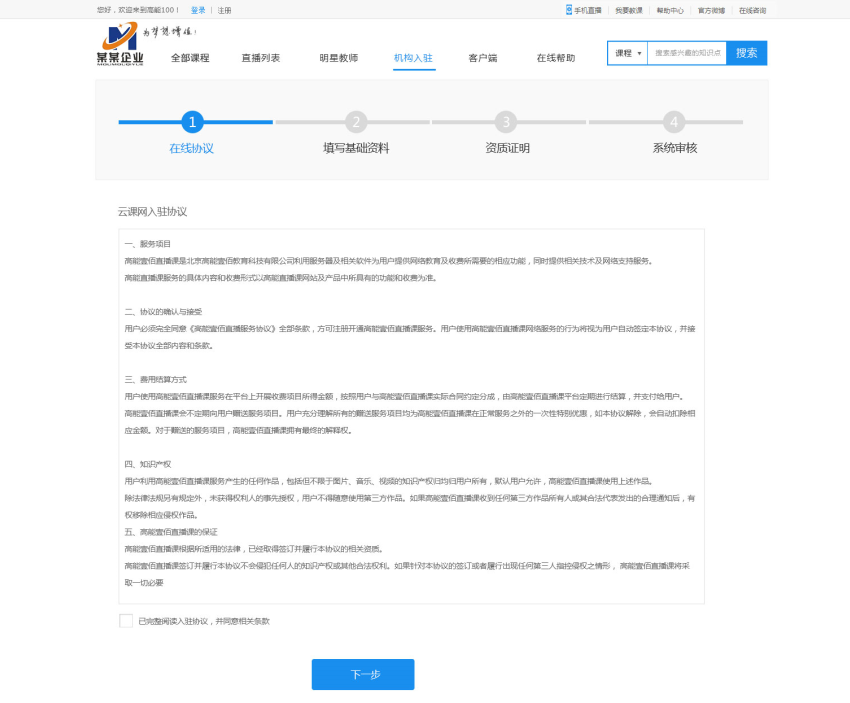 您好，欢迎来到高能100！ 登录 | 注册
手机直播 | 我要教课 | 帮助中心 | 官方微博 | 在线咨询
为梦想增值！
某某企业
MOUMOUQIYUE
全部课程 直播列表 明星教师 机构入驻 客户端 在线帮助
课程 搜索感兴趣的知识点 搜索
1 2 3 4
在线协议 填写基础资料 资质证明 系统审核
云课网入驻协议
一、服务项目
高能壹佰直播课是北京高能壹佰教育科技有限公司利用服务器及相关软件为用户提供网络教育及收费所需要的相应功能，同时提供相关技术及网络支持服务。
高能直播课服务的具体内容和收费形式以高能直播课网站及产品中所具有的功能和收费为准。
二、协议的确认与接受
用户必须完全同意《高能壹佰直播服务协议》全部条款，方可注册开通高能壹佰直播课服务。用户使用高能壹佰直播课网络服务的行为将视为用户自动签定本协议，并接
受本协议全部内容和条款。
三、费用结算方式
用户使用高能壹佰直播课服务在平台上开展收费项目所得金额，按照用户与高能壹佰直播课实际合同约定分成，由高能壹佰直播课平台定期进行结算，并支付给用户。
高能壹佰直播课会不定期向用户赠送服务项目。用户充分理解所有的赠送服务项目均为高能壹佰直播课在正常服务之外的一次性特别优惠，如本协议解除，会自动扣除相
应金额。对于赠送的服务项目，高能壹佰直播课拥有最终的解释权。
四、知识产权
用户利用高能壹佰直播课服务产生的任何作品，包括但不限于图片、音乐、视频的知识产权归均归用户所有，默认用户允许，高能壹佰直播课使用上述作品。
除法律法规另有规定外，未获得权利人的事先授权，用户不得随意使用第三方作品。如果高能壹佰直播课收到任何第三方作品所有人或其合法代表发出的合理通知后，有
权移除相应侵权作品。
五、高能壹佰直播课的保证
高能壹佰直播课根据所适用的法律，已经取得签订并履行本协议的相关资质。
高能壹佰直播课签订并履行本协议不会侵犯任何人的知识产权或其他合法权利。如果针对本协议的签订或者履行出现任何第三人指控侵权之情形， 高能壹佰直播课将采
取一切必要
已完整阅读入驻协议，并同意相关条款
下一步